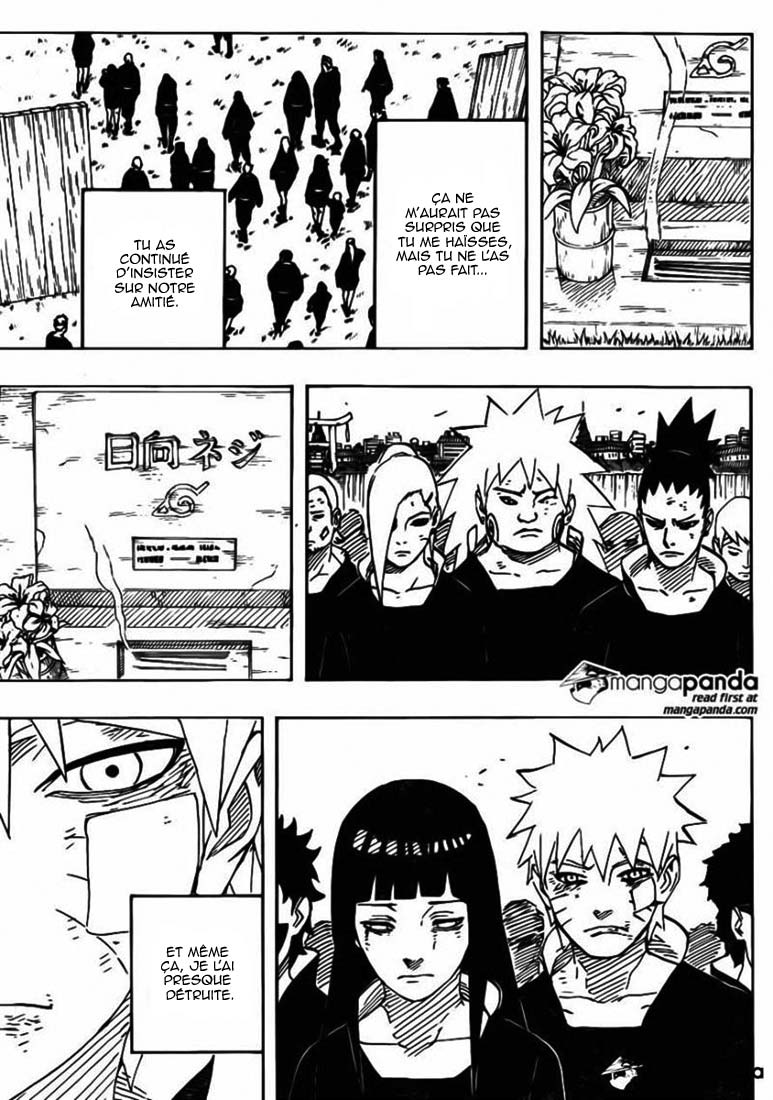 ÇA NE
M'AURAIT PAS
SURPRIS QUE
TU ME HAÏSSES,
MAIS TU NE L'AS
PAS FAIT...
TU AS
CONTINUÉ
D'INSISTER
SUR NOTRE
AMITIÉ.
日向ネジ
mangapanda
read first at
mangapanda.com
ET MÊME
ÇA, JE L'AI
PRESQUE
DÉTRUITE.
a